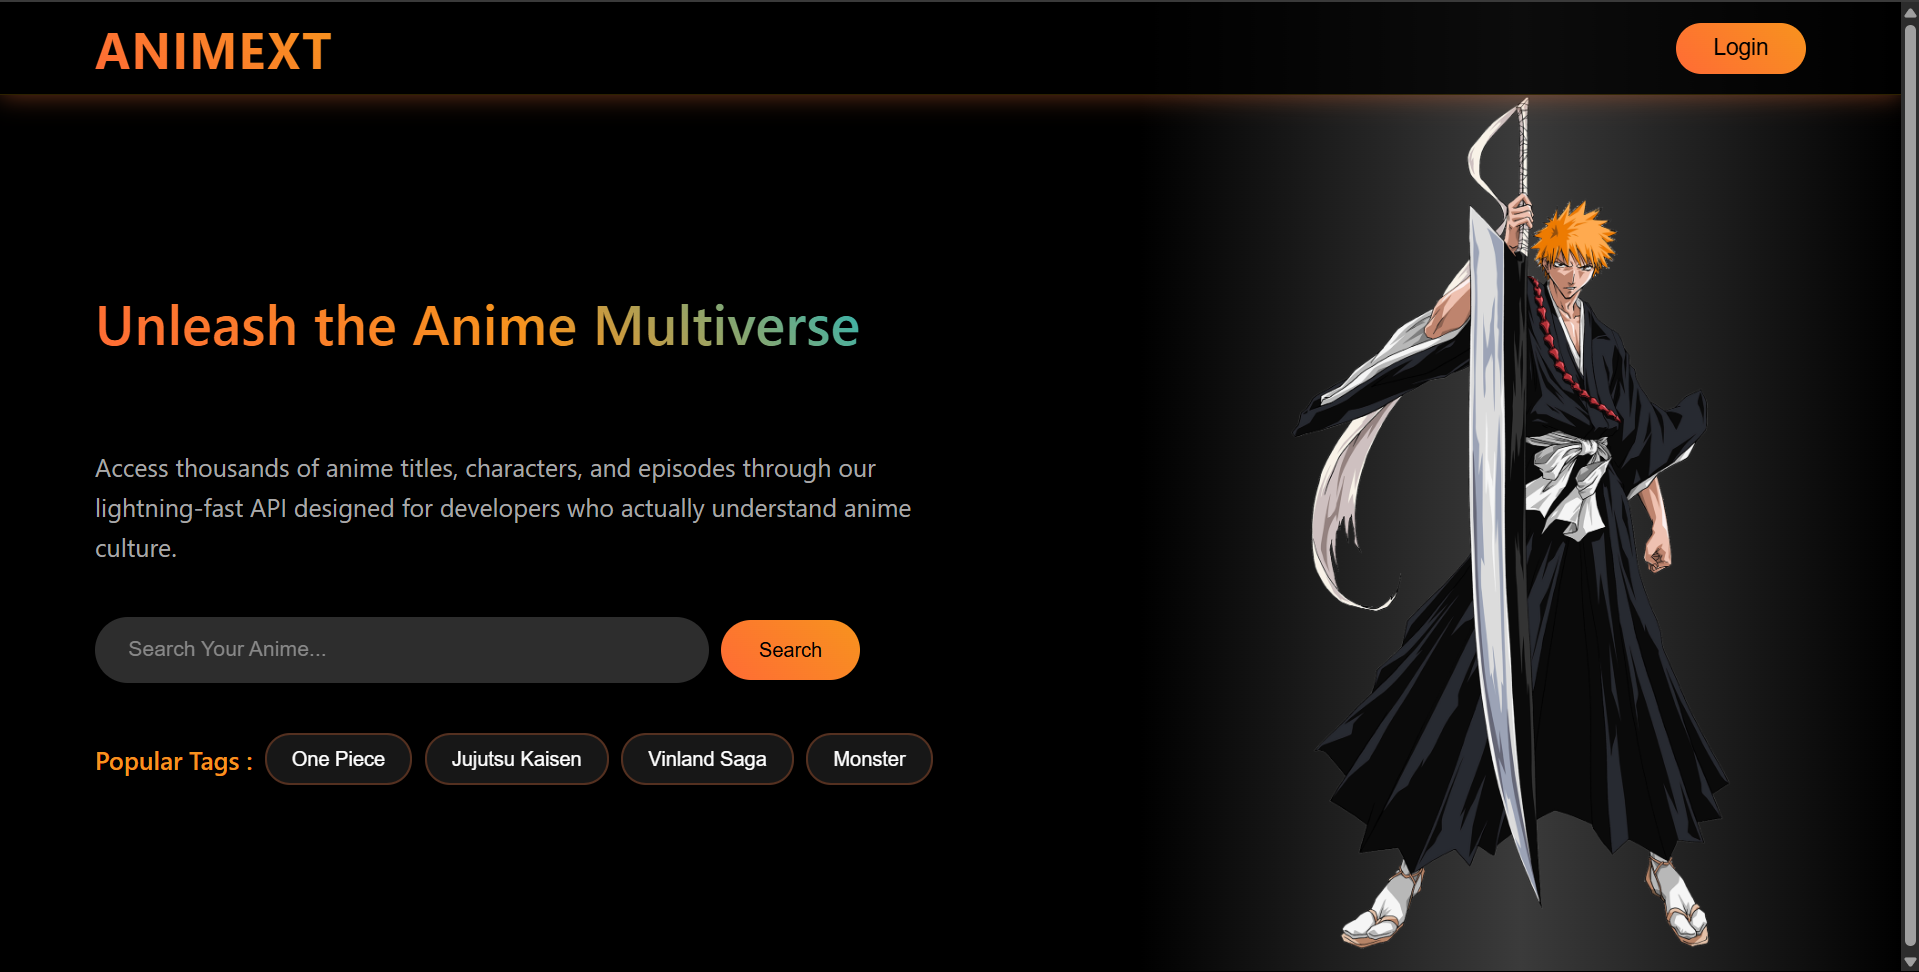 ANIMEXT
Login
Unleash the Anime Multiverse
Access thousands of anime titles, characters, and episodes through our
lightning-fast API designed for developers who actually understand anime
culture.
Search Your Anime...
Search
Popular Tags :
One Piece
Jujutsu Kaisen
Vinland Saga
Monster